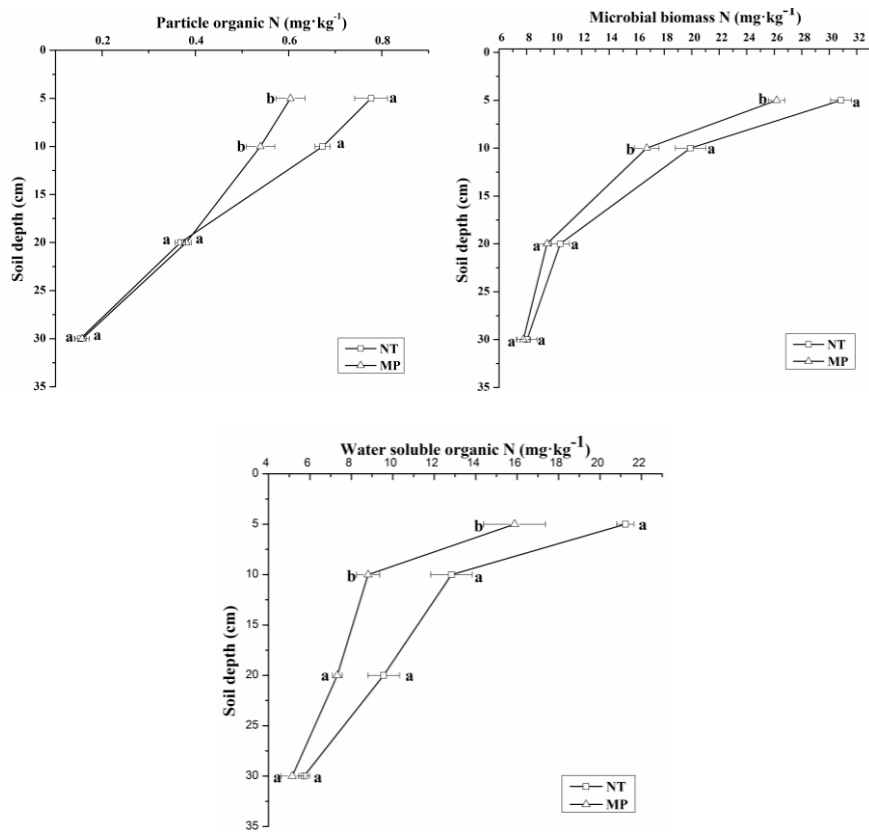 Particle organic N (mg·kg⁻¹)
0.2 0.4 0.6 0.8
0
5
10
15
20
25
30
35
Soil depth (cm)
b a
b a
a a
a a
NT
MP
Microbial biomass N (mg·kg⁻¹)
6 8 10 12 14 16 18 20 22 24 26 28 30 32
0
5
10
15
20
25
30
35
Soil depth (cm)
b a
b a
a a
a a
NT
MP
Water soluble organic N (mg·kg⁻¹)
4 6 8 10 12 14 16 18 20 22
0
5
10
15
20
25
30
35
Soil depth (cm)
b a
b a
a a
a a
NT
MP